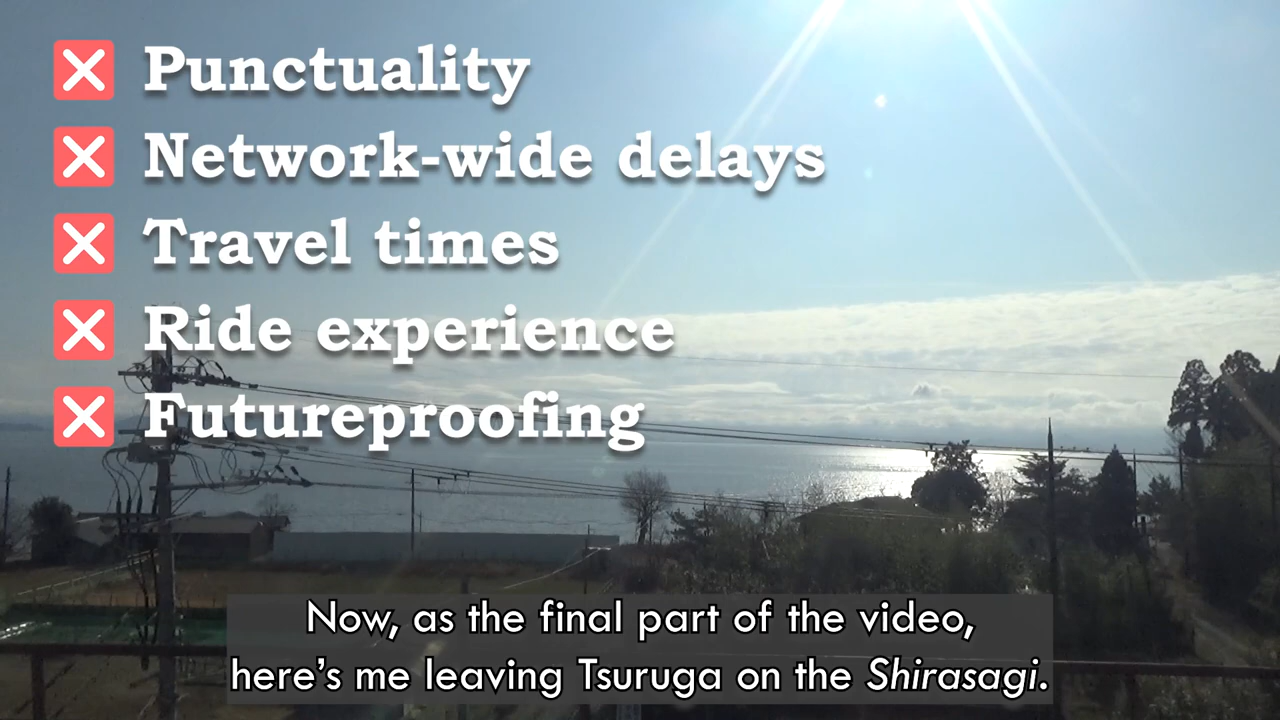 Punctuality
Network-wide delays
Travel times
Ride experience
Futureproofing
Now, as the final part of the video,
here’s me leaving Tsuruga on the Shirasagi.